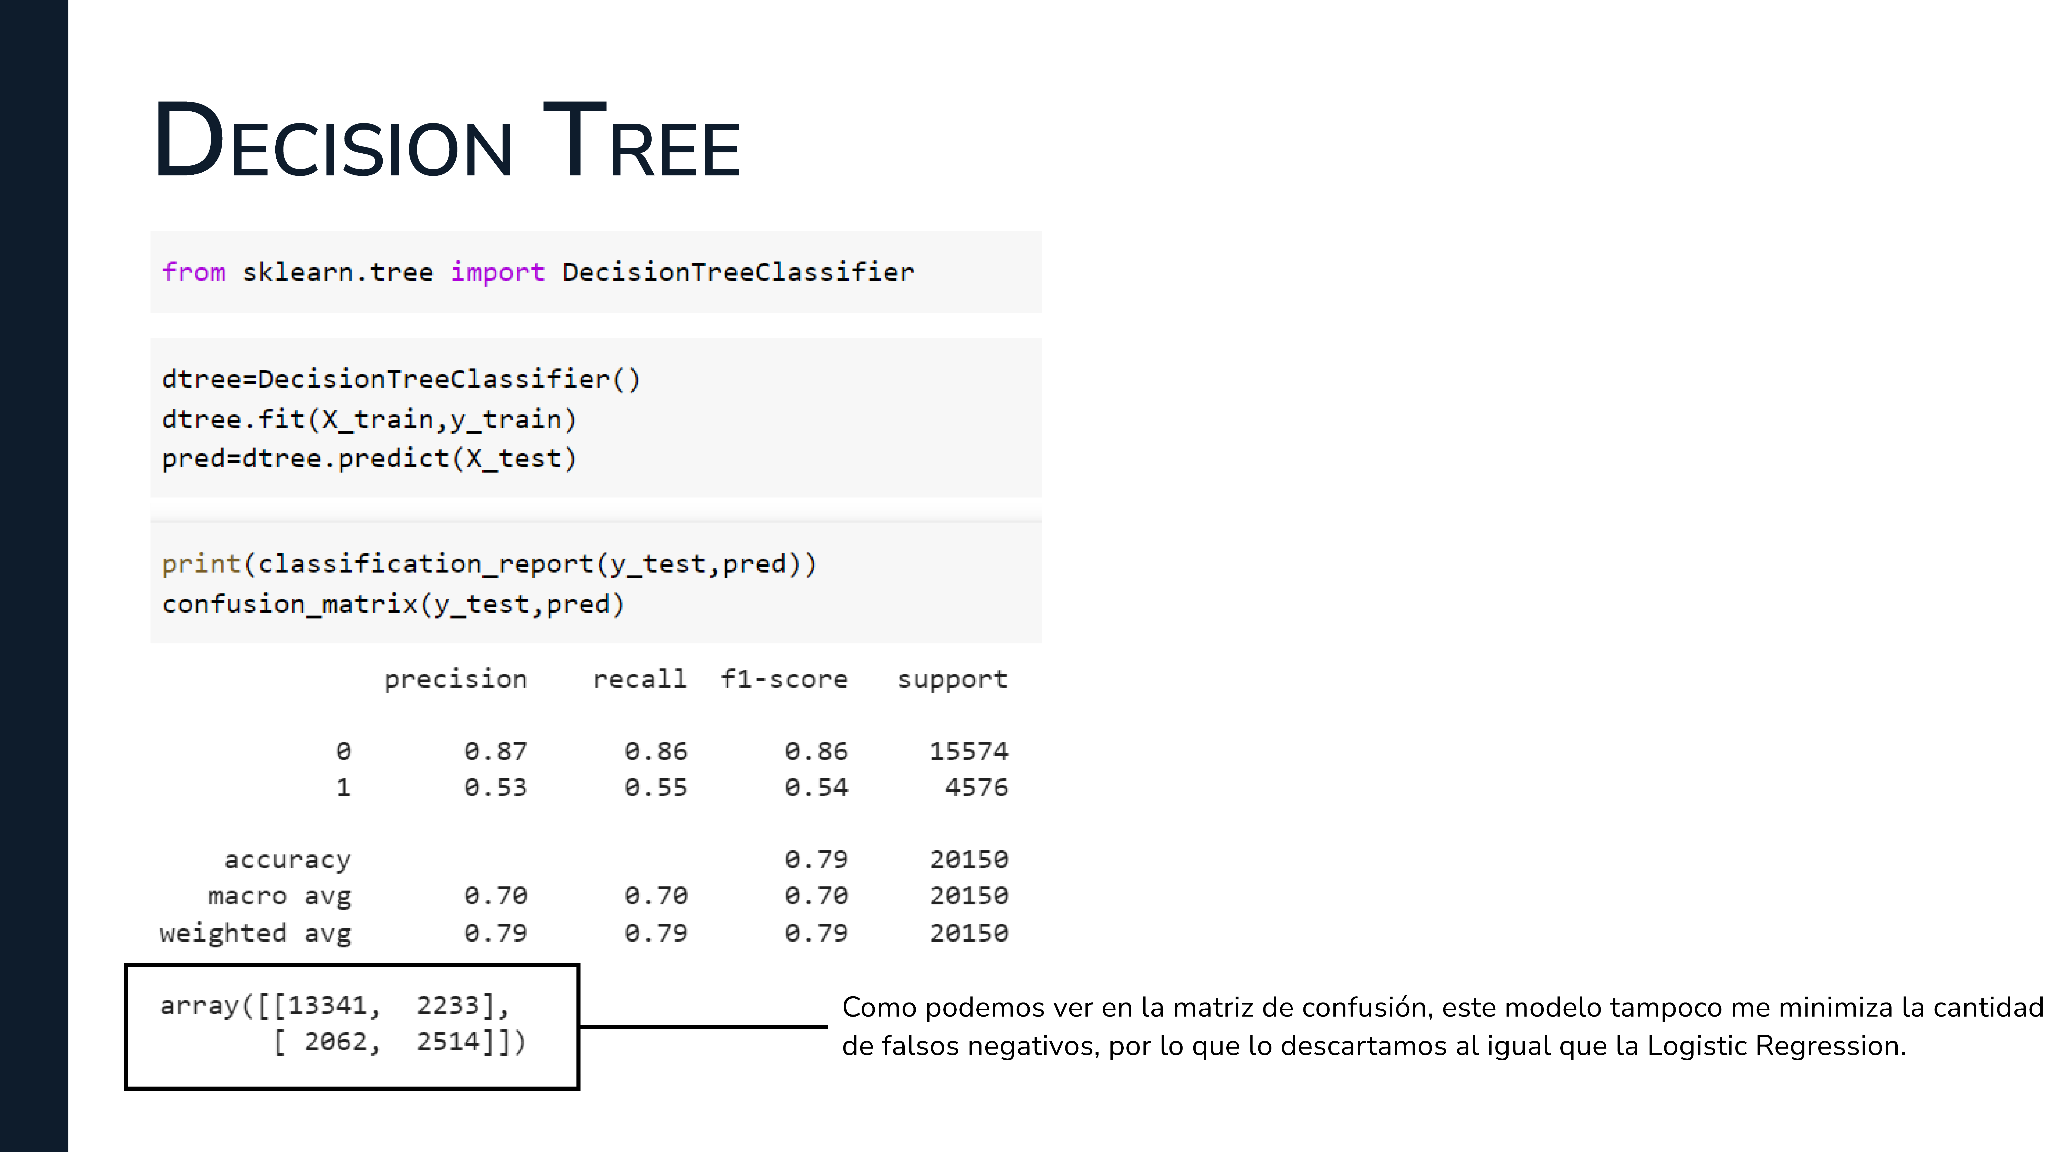 Decision Tree
from sklearn.tree import DecisionTreeClassifier
dtree=DecisionTreeClassifier()
dtree.fit(X_train,y_train)
pred=dtree.predict(X_test)
print(classification_report(y_test,pred))
confusion_matrix(y_test,pred)
precision recall f1-score support
0 0.87 0.86 0.86 15574
1 0.53 0.55 0.54 4576
accuracy 0.79 20150
macro avg 0.70 0.70 0.70 20150
weighted avg 0.79 0.79 0.79 20150
array([[13341, 2233],
[ 2062, 2514]])
Como podemos ver en la matriz de confusión, este modelo tampoco me minimiza la cantidad
de falsos negativos, por lo que lo descartamos al igual que la Logistic Regression.